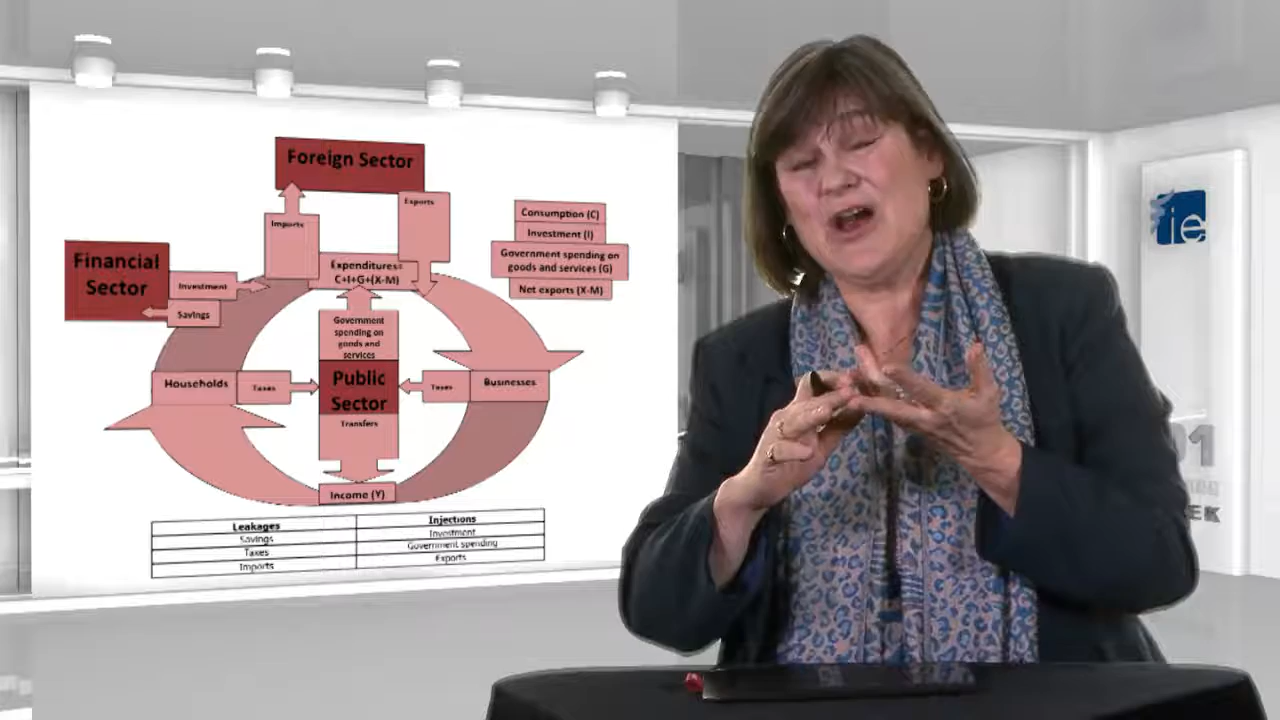 Foreign Sector
Exports
Imports
Consumption (C)
Investment (I)
Government spending on
goods and services (G)
Net exports (X-M)
Financial
Sector
Expenditures=
C+I+G+(X-M)
Investment
Savings
Government
spending on
goods and
services
Households
Taxes
Public
Sector
Taxes
Businesses
Transfers
Income (Y)
Leakages
Injections
Savings
Investment
Taxes
Government spending
Imports
Exports
ie